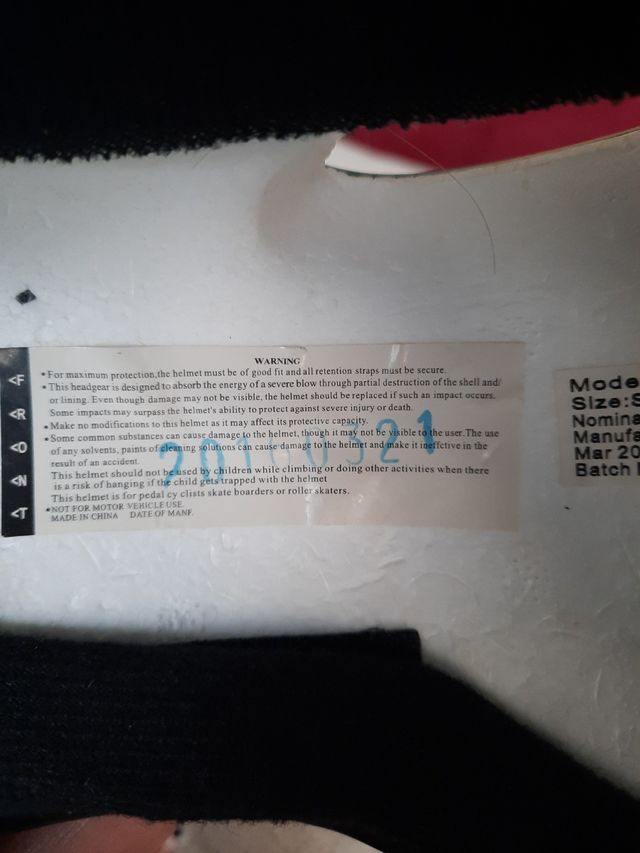 WARNING
•For maximum protection,the helmet must be of good fit and all retention straps must be secure.
•This headgear is designed to absorb the energy of a severe blow through partial destruction of the shell and/
or lining. Even though damage may not be visible, the helmet should be replaced if such an impact occurs.
Some impacts may surpass the helmet's ability to protect against severe injury or death.
•Make no modifications to this helmet as it may affect its protective capacity.
•Some common substances can cause damage to the helmet, though it may not be visible to the user.The use
of any solvents, paints of cleaning solutions can cause damage to the helmet and make it ineffctive in the
result of an accident.
This helmet should not be used by children while climbing or doing other activities when there
is a risk of hanging if the child gets trapped with the helmet
This helmet is for pedal cy clists skate boarders or roller skaters.
•NOT FOR MOTOR VEHICLE USE.
MADE IN CHINA DATE OF MANF.
20160321
<F
<R
<O
<N
<T
Mode
Size:S
Nomina
Manufa
Mar 20
Batch